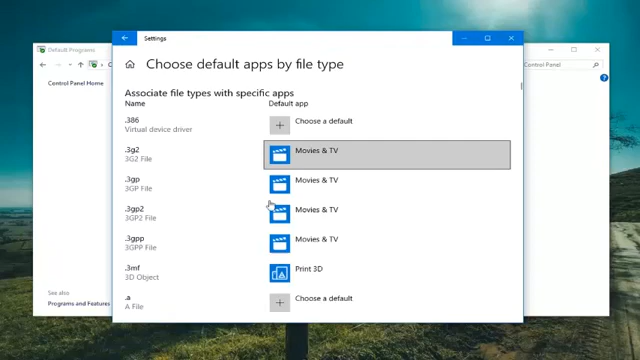 Default Programs
Settings
Control Panel
Control Panel Home
Choose default apps by file type
Associate file types with specific apps
Name
Default app
.386
Virtual device driver
Choose a default
.3g2
3G2 File
Movies & TV
.3gp
3GP File
Movies & TV
.3gp2
3GP2 File
Movies & TV
.3gpp
3GPP File
Movies & TV
.3mf
3D Object
Print 3D
.a
A File
Choose a default
See also
Programs and Features